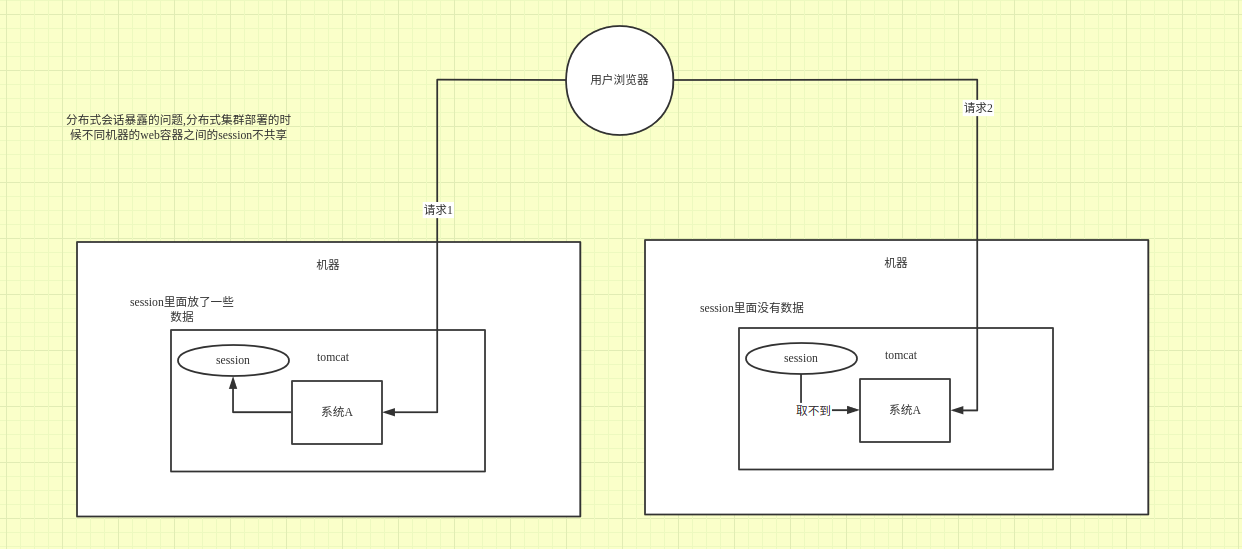 用户浏览器
请求2
分布式会话暴露的问题,分布式集群部署的时
候不同机器的web容器之间的session不共享
请求1
机器
session里面放了一些
数据
session
tomcat
系统A
机器
session里面没有数据
session
tomcat
取不到
系统A